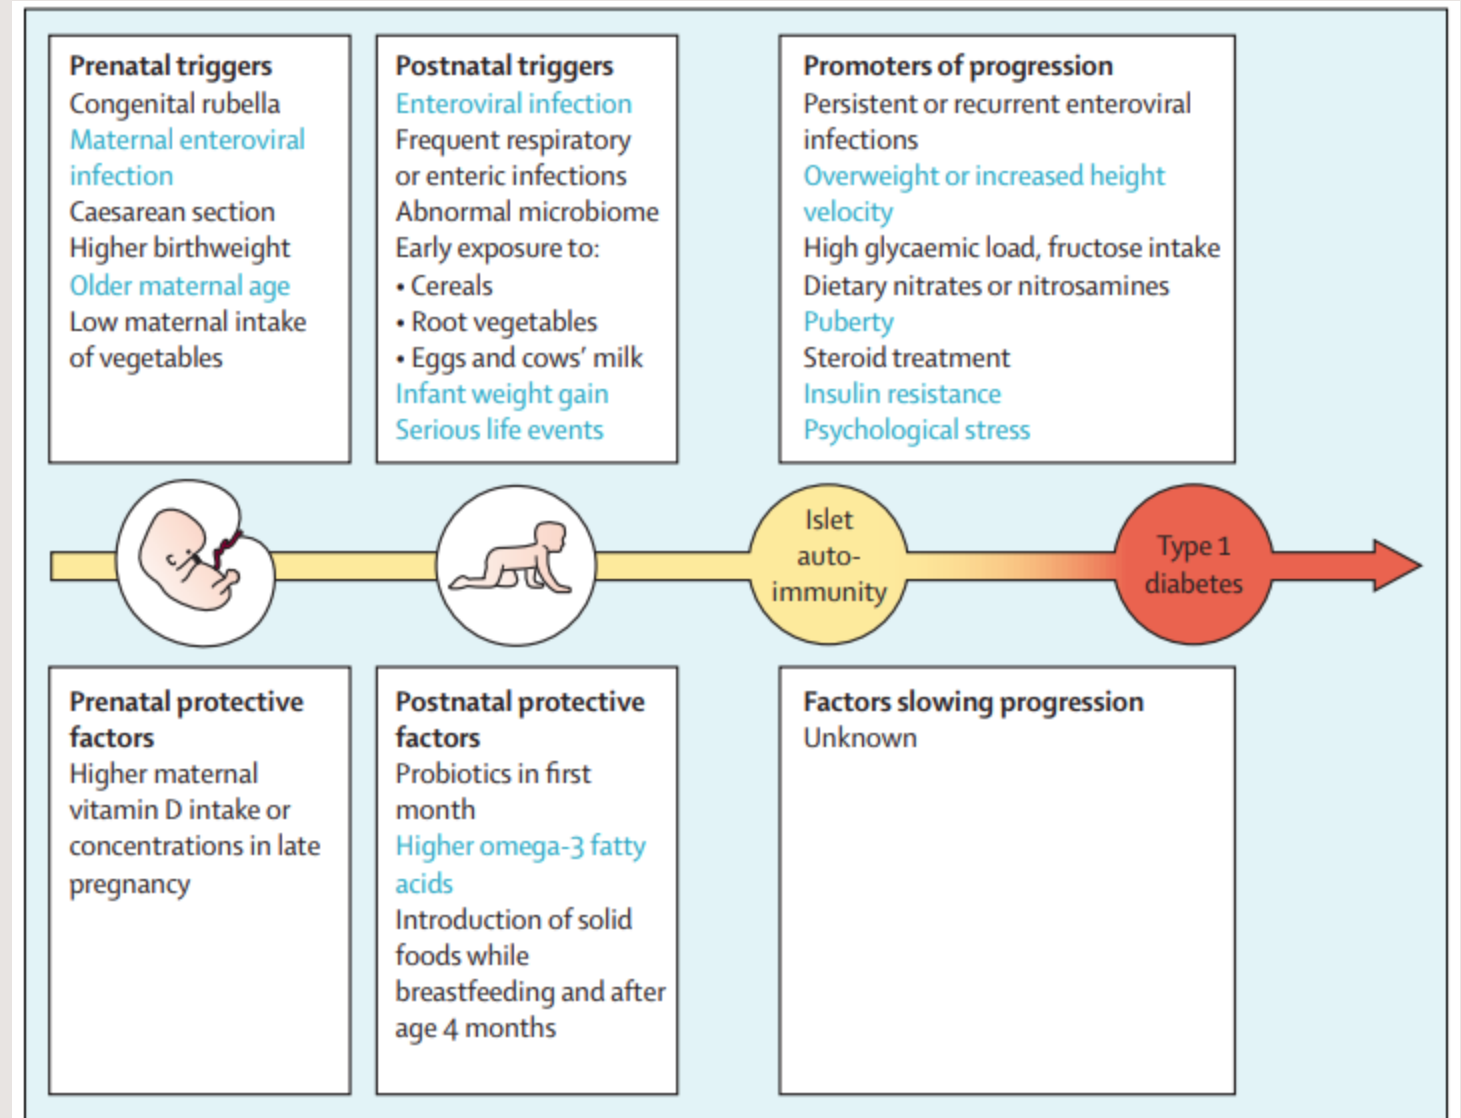 Prenatal triggers
Congenital rubella
Maternal enteroviral
infection
Caesarean section
Higher birthweight
Older maternal age
Low maternal intake
of vegetables
Postnatal triggers
Enteroviral infection
Frequent respiratory
or enteric infections
Abnormal microbiome
Early exposure to:
• Cereals
• Root vegetables
• Eggs and cows’ milk
Infant weight gain
Serious life events
Promoters of progression
Persistent or recurrent enteroviral
infections
Overweight or increased height
velocity
High glycaemic load, fructose intake
Dietary nitrates or nitrosamines
Puberty
Steroid treatment
Insulin resistance
Psychological stress
Islet
auto-
immunity
Type 1
diabetes
Prenatal protective
factors
Higher maternal
vitamin D intake or
concentrations in late
pregnancy
Postnatal protective
factors
Probiotics in first
month
Higher omega-3 fatty
acids
Introduction of solid
foods while
breastfeeding and after
age 4 months
Factors slowing progression
Unknown